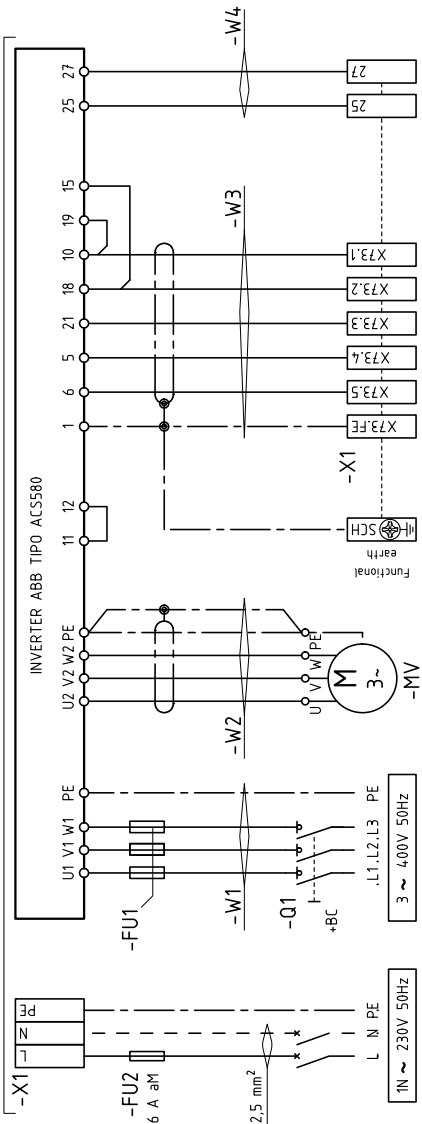 -X1
L
N
PE
-FU2
6 A aM
2,5 mm²
L
N
PE
1N ~ 230V 50Hz
INVERTER ABB TIPO ACS580
U1
V1
W1
PE
U2
V2
W2
PE
11
12
1
6
5
21
18
10
19
15
25
27
-FU1
-W1
-Q1
+BC
.L1.L2.L3
PE
3 ~ 400V 50Hz
-W2
U
V
W
PE
M
3~
-MV
-W3
-W4
Functional
earth
SCH
-X1
X73.FE
X73.5
X73.4
X73.3
X73.2
X73.1
25
27